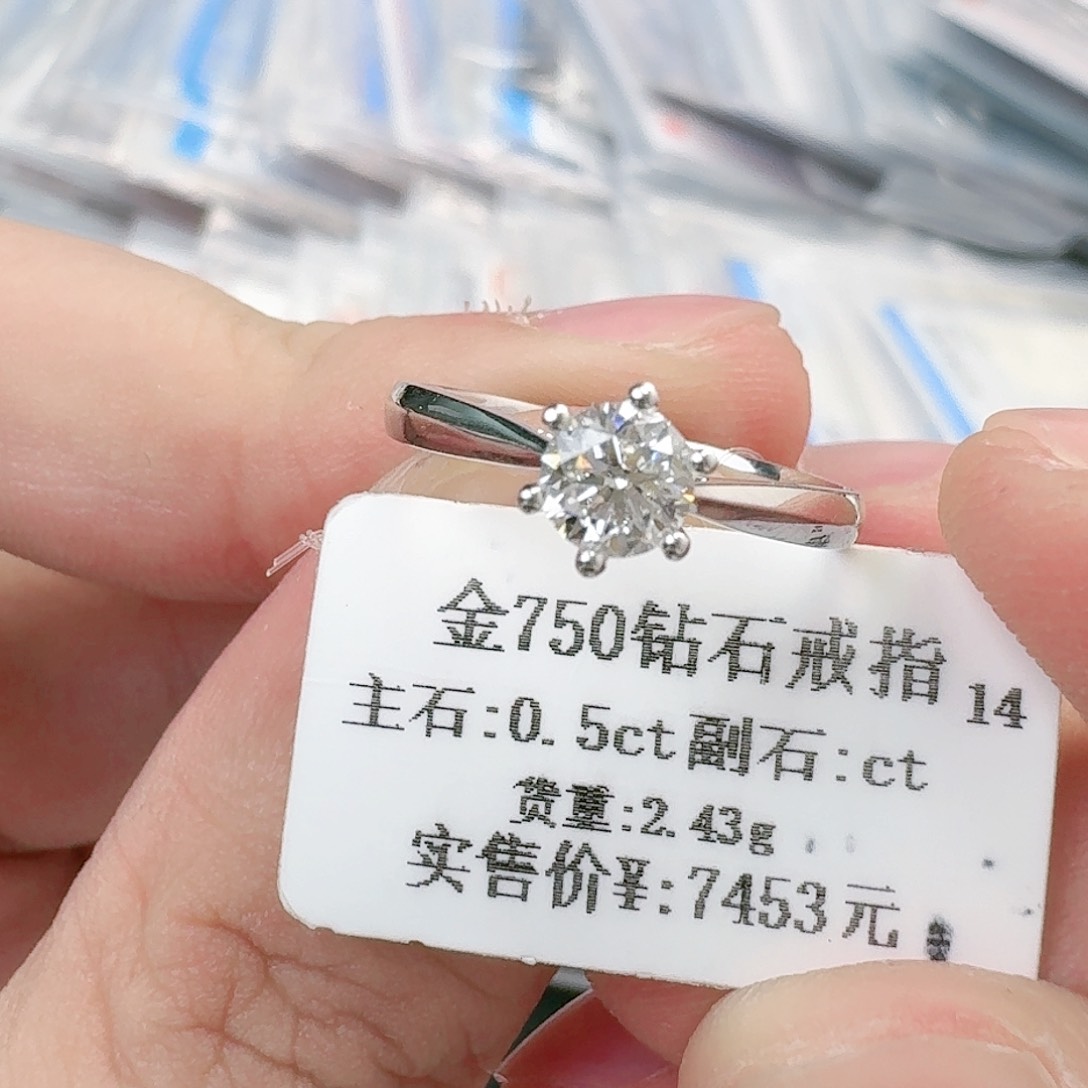 金750钻石戒指 14
主石:0.5ct副石:ct
货重:2.43g
实售价¥:7453元